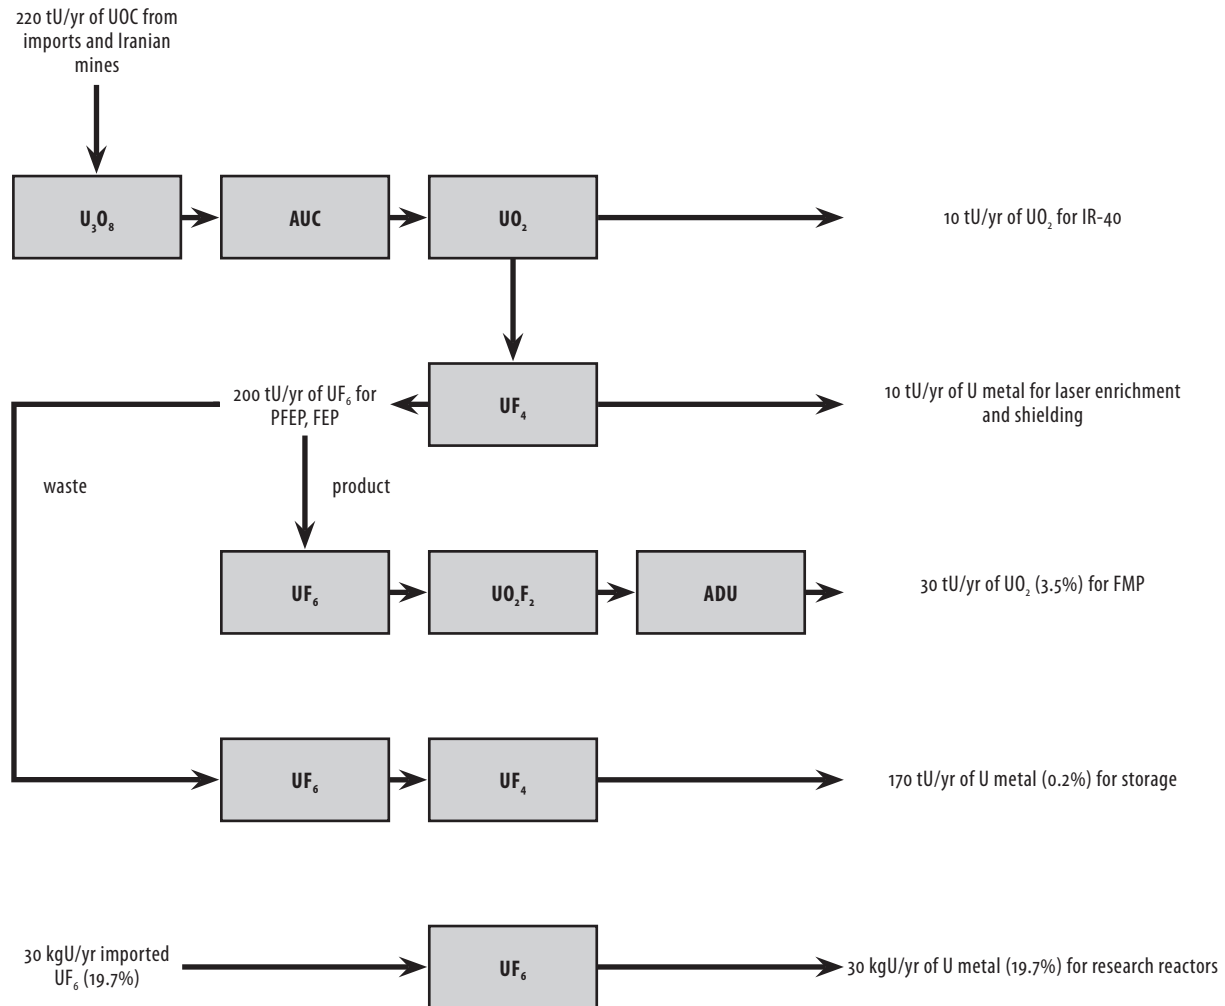 220 tU/yr of UOC from
imports and Iranian
mines
U₃O₈
AUC
UO₂
10 tU/yr of UO₂ for IR-40
200 tU/yr of UF₆ for
PFEP, FEP
UF₄
10 tU/yr of U metal for laser enrichment
and shielding
waste
product
UF₆
UO₂F₂
ADU
30 tU/yr of UO₂ (3.5%) for FMP
UF₆
UF₄
170 tU/yr of U metal (0.2%) for storage
30 kgU/yr imported
UF₆ (19.7%)
UF₆
30 kgU/yr of U metal (19.7%) for research reactors